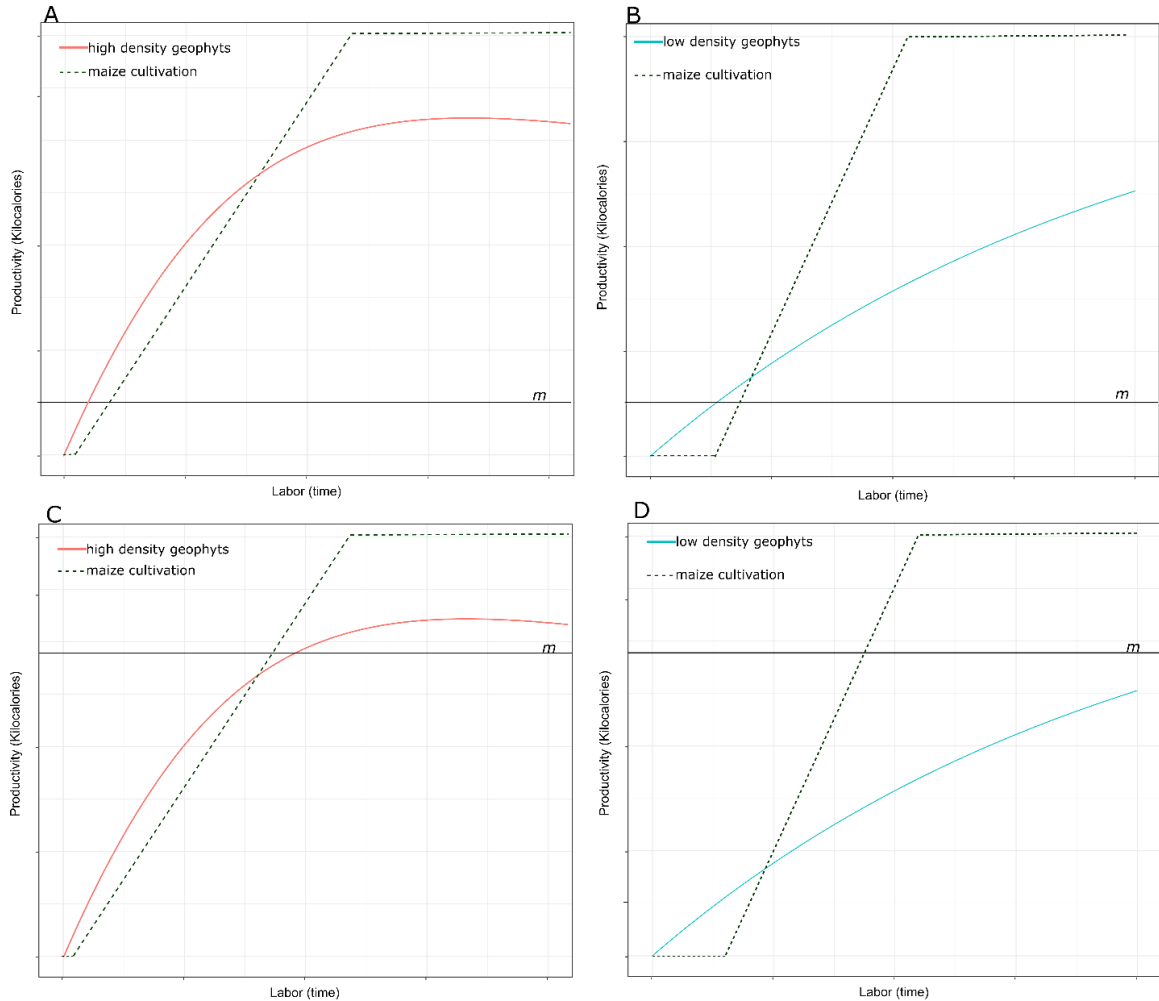 A
high density geophyts
maize cultivation
m
Productivity (Kilocalories)
Labor (time)
B
low density geophyts
maize cultivation
m
Productivity (Kilocalories)
Labor (time)
C
high density geophyts
maize cultivation
m
Productivity (Kilocalories)
Labor (time)
D
low density geophyts
maize cultivation
m
Productivity (Kilocalories)
Labor (time)